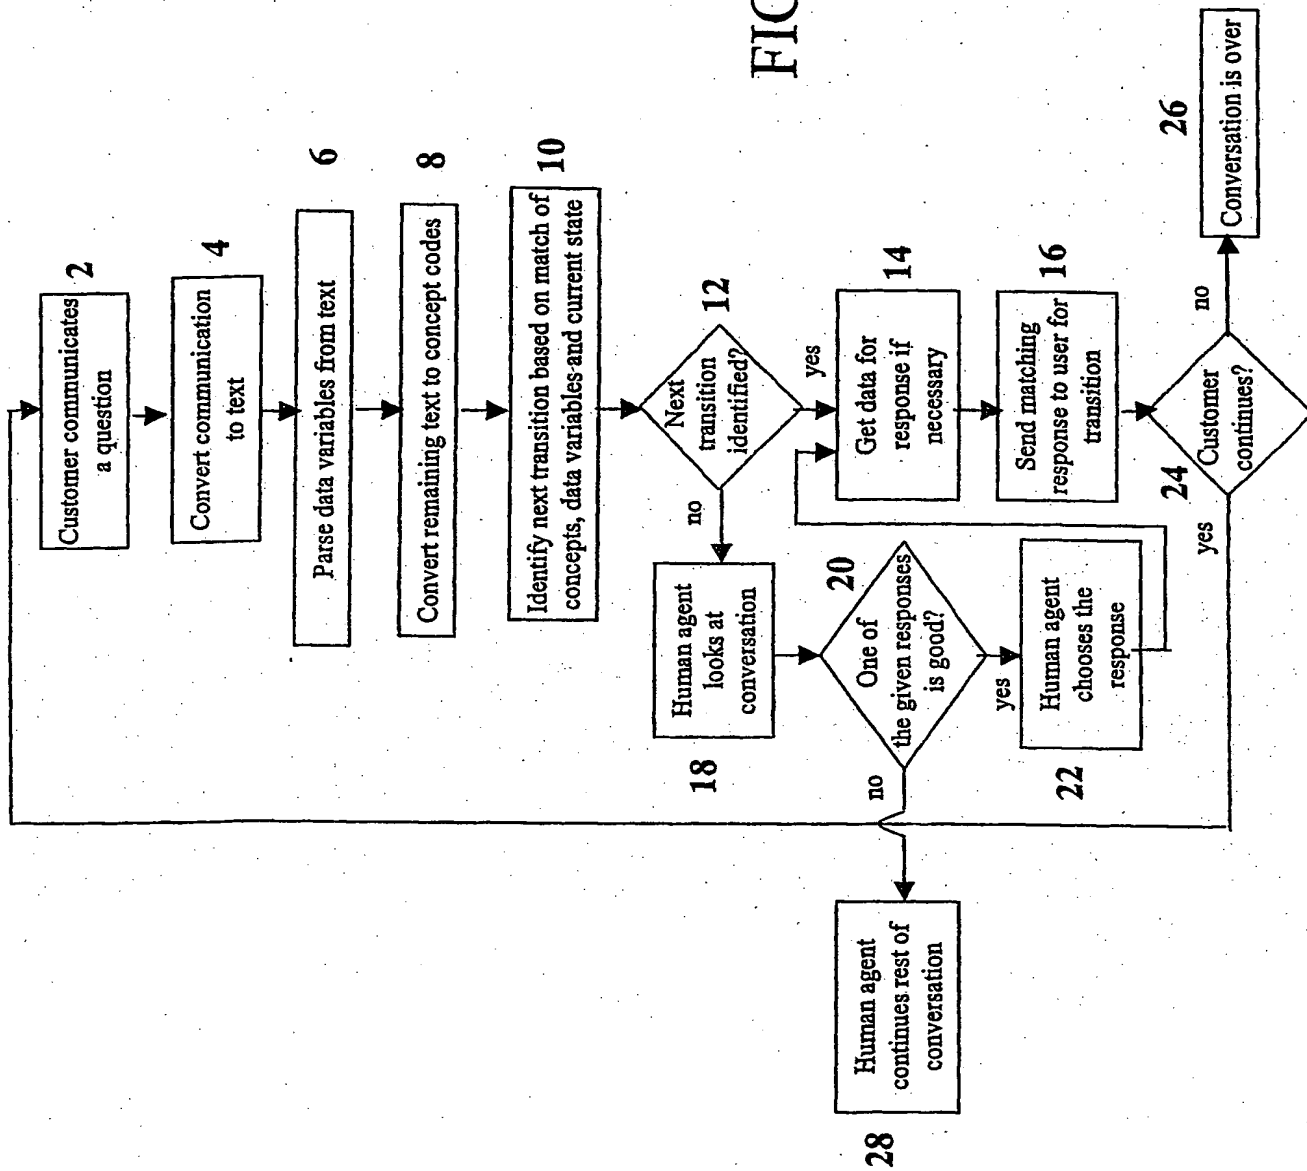 Customer communicates
a question
2
Convert communication
to text
4
Parse data variables from text
6
Convert remaining text to concept codes
8
Identify next transition based on match of
concepts, data variables and current state
10
Next
transition
identified?
12
yes
no
Get data for
response if
necessary
14
Send matching
response to user for
transition
16
Human agent
looks at
conversation
18
One of
the given responses
is good?
20
yes
no
Human agent
chooses the
response
22
Customer
continues?
24
yes
no
Conversation is over
26
Human agent
continues rest of
conversation
28